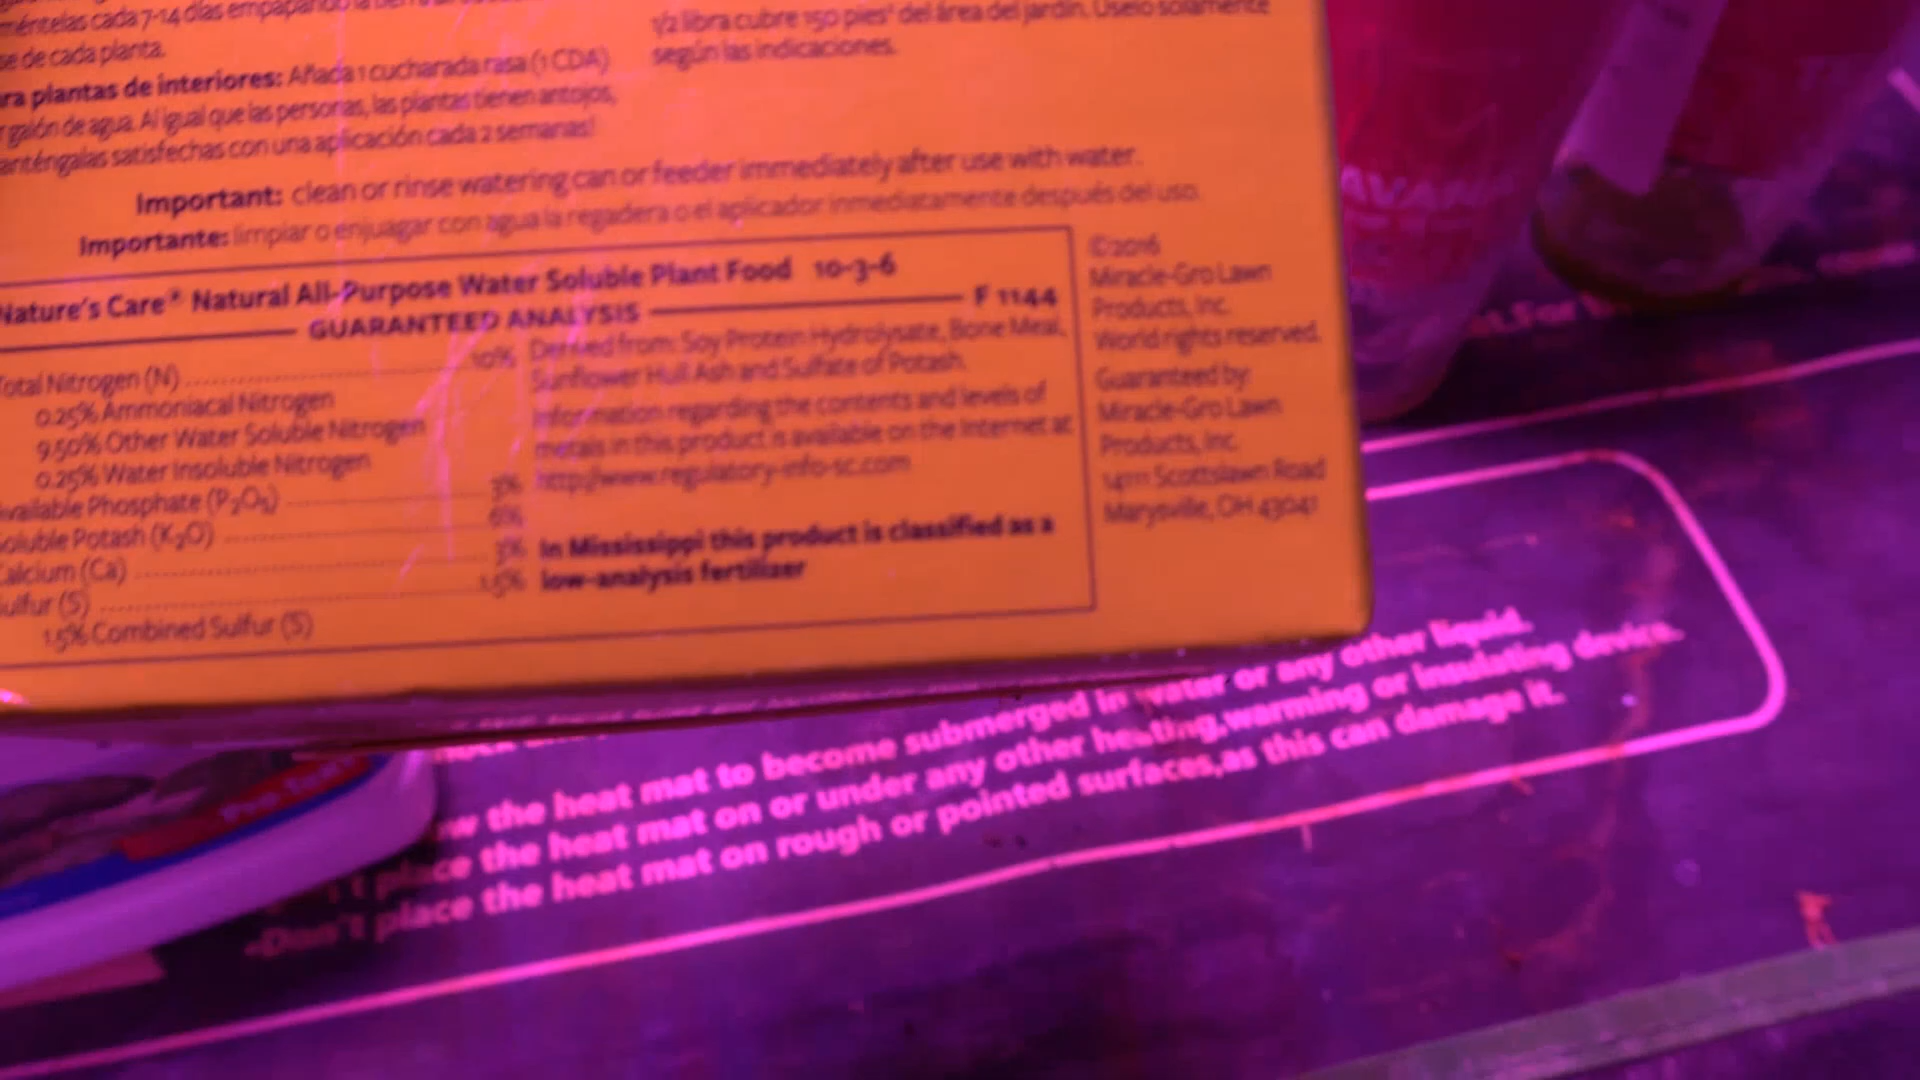 méntelas cada 7-14 días empapando la
se de cada planta.
ra plantas de interiores: Añada 1 cucharada rasa (1 CDA)
r galón de agua. Al igual que las personas, las plantas tienen antojos,
anténgalas satisfechas con una aplicación cada 2 semanas!
1/2 libra cubre 150 pies² del área del jardín. Úselo solamente
según las indicaciones.
Important: clean or rinse watering can or feeder immediately after use with water.
Importante: limpiar o enjuagar con agua la regadera o el aplicador inmediatamente después del uso.
Nature's Care® Natural All-Purpose Water Soluble Plant Food 10-3-6
GUARANTEED ANALYSIS F 1144
Total Nitrogen (N) 10%
0.25% Ammoniacal Nitrogen
9.50% Other Water Soluble Nitrogen
0.25% Water Insoluble Nitrogen
Available Phosphate (P₂O₅) 3%
Soluble Potash (K₂O) 6%
Calcium (Ca) 3%
Sulfur (S) 1.5%
1.5% Combined Sulfur (S)
Derived from: Soy Protein Hydrolysate, Bone Meal,
Sunflower Hull Ash and Sulfate of Potash.
Information regarding the contents and levels of
metals in this product is available on the Internet at
http://www.regulatory-info-sc.com
In Mississippi this product is classified as a
low-analysis fertilizer
©2016
Miracle-Gro Lawn
Products, Inc.
World rights reserved.
Guaranteed by:
Miracle-Gro Lawn
Products, Inc.
14111 Scottslawn Road
Marysville, OH 43041
w the heat mat to become submerged in water or any other liquid.
't place the heat mat on or under any other heating,warming or insulating device.
-Don't place the heat mat on rough or pointed surfaces,as this can damage it.